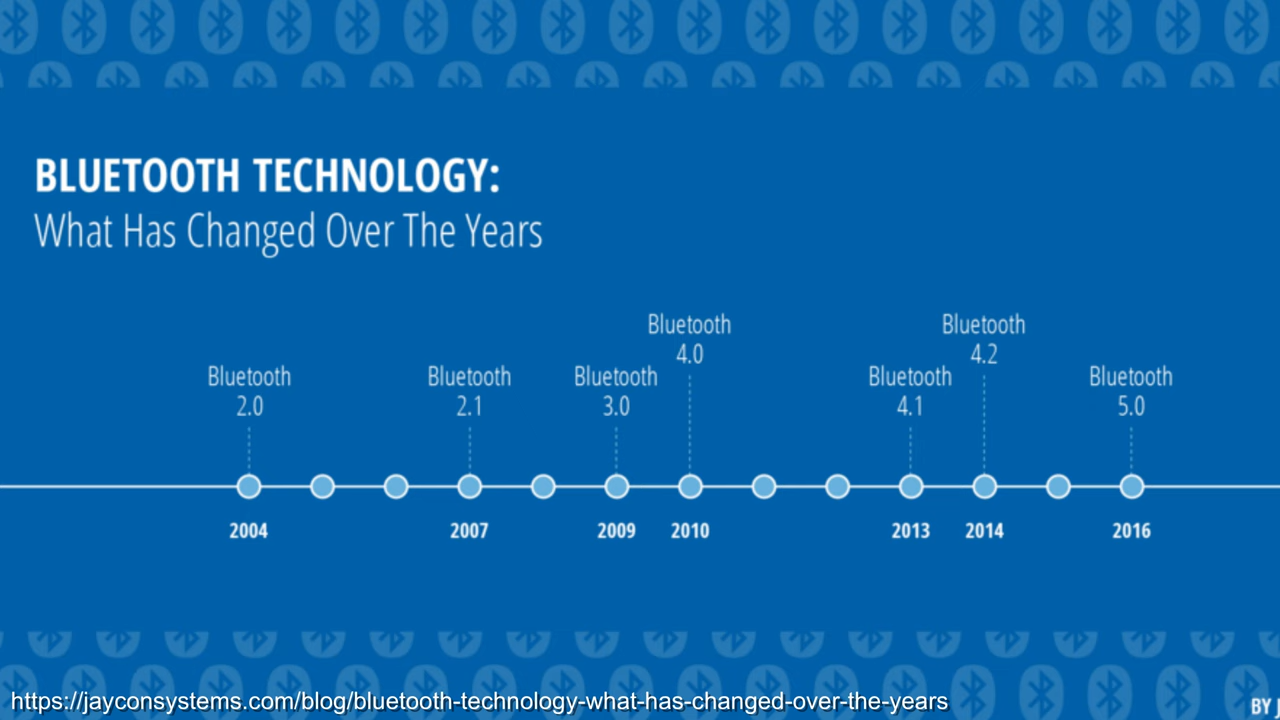 BLUETOOTH TECHNOLOGY:
What Has Changed Over The Years
Bluetooth
2.0
Bluetooth
2.1
Bluetooth
3.0
Bluetooth
4.0
Bluetooth
4.1
Bluetooth
4.2
Bluetooth
5.0
2004 2007 2009 2010 2013 2014 2016
https://jayconsystems.com/blog/bluetooth-technology-what-has-changed-over-the-years
BY